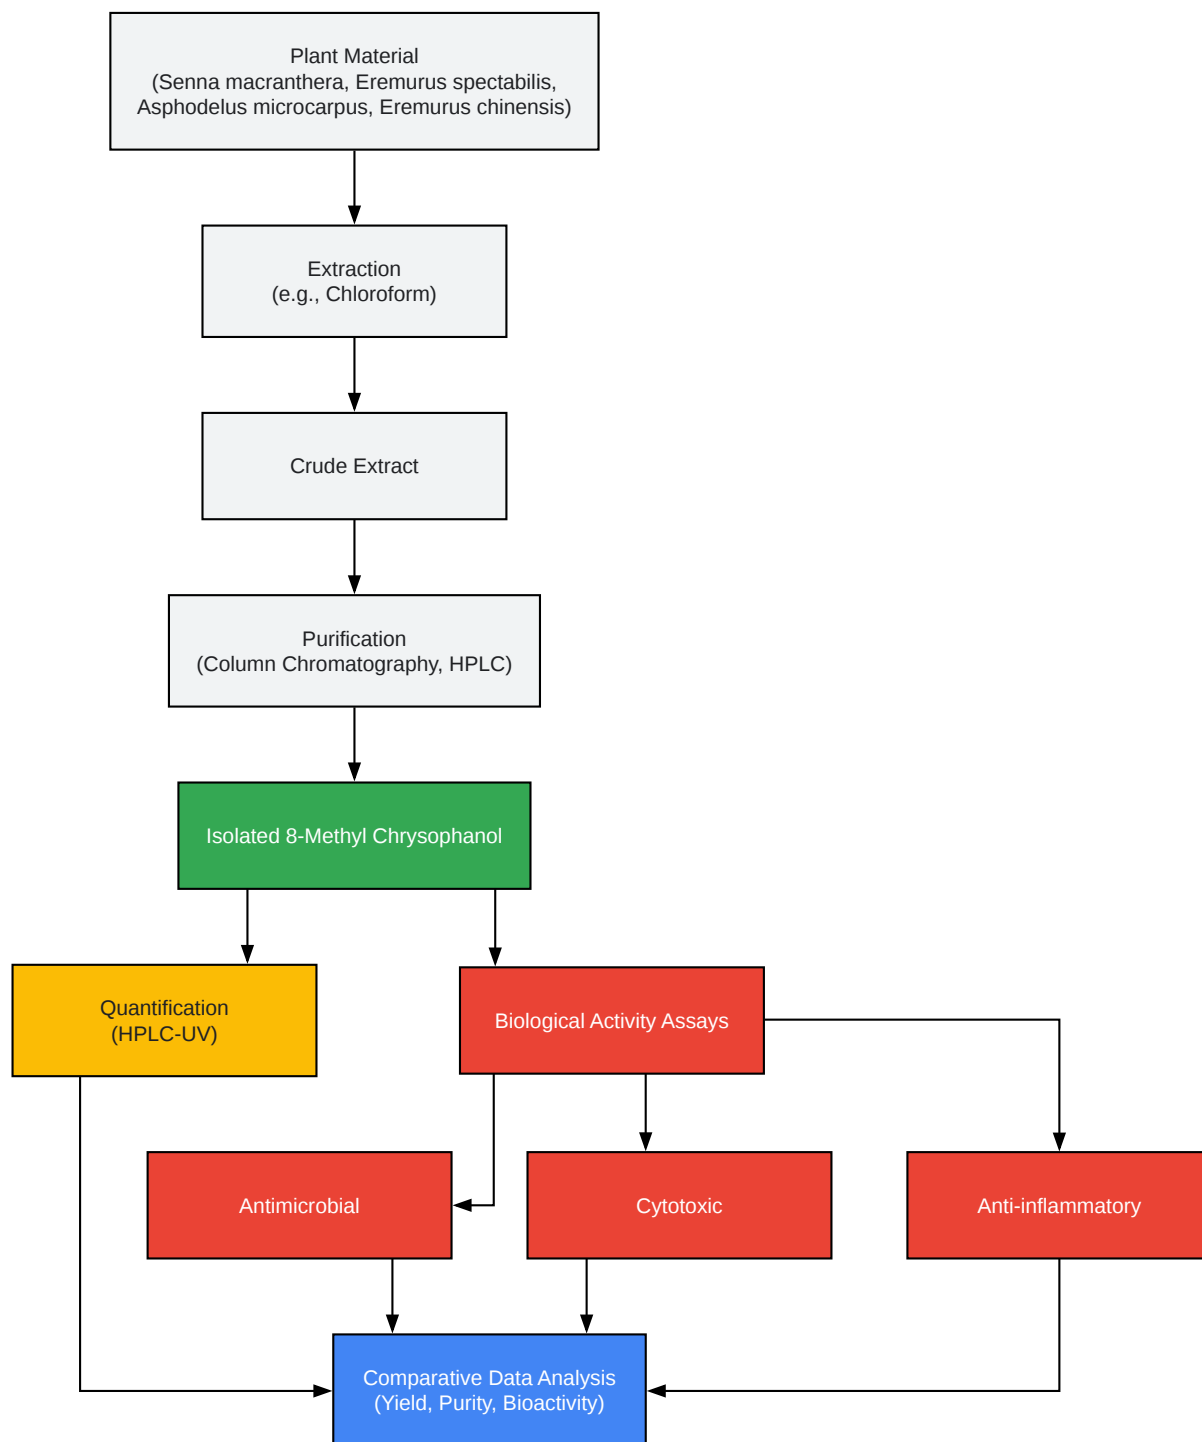 Plant Material
(Senna macranthera, Eremurus spectabilis,
Asphodelus microcarpus, Eremurus chinensis)
Extraction
(e.g., Chloroform)
Crude Extract
Purification
(Column Chromatography, HPLC)
Isolated 8-Methyl Chrysophanol
Quantification
(HPLC-UV)
Biological Activity Assays
Antimicrobial
Cytotoxic
Anti-inflammatory
Comparative Data Analysis
(Yield, Purity, Bioactivity)